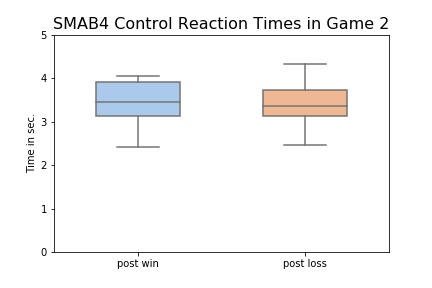 SMAB4 Control Reaction Times in Game 2
Time in sec.
5
4
3
2
1
0
post win
post loss